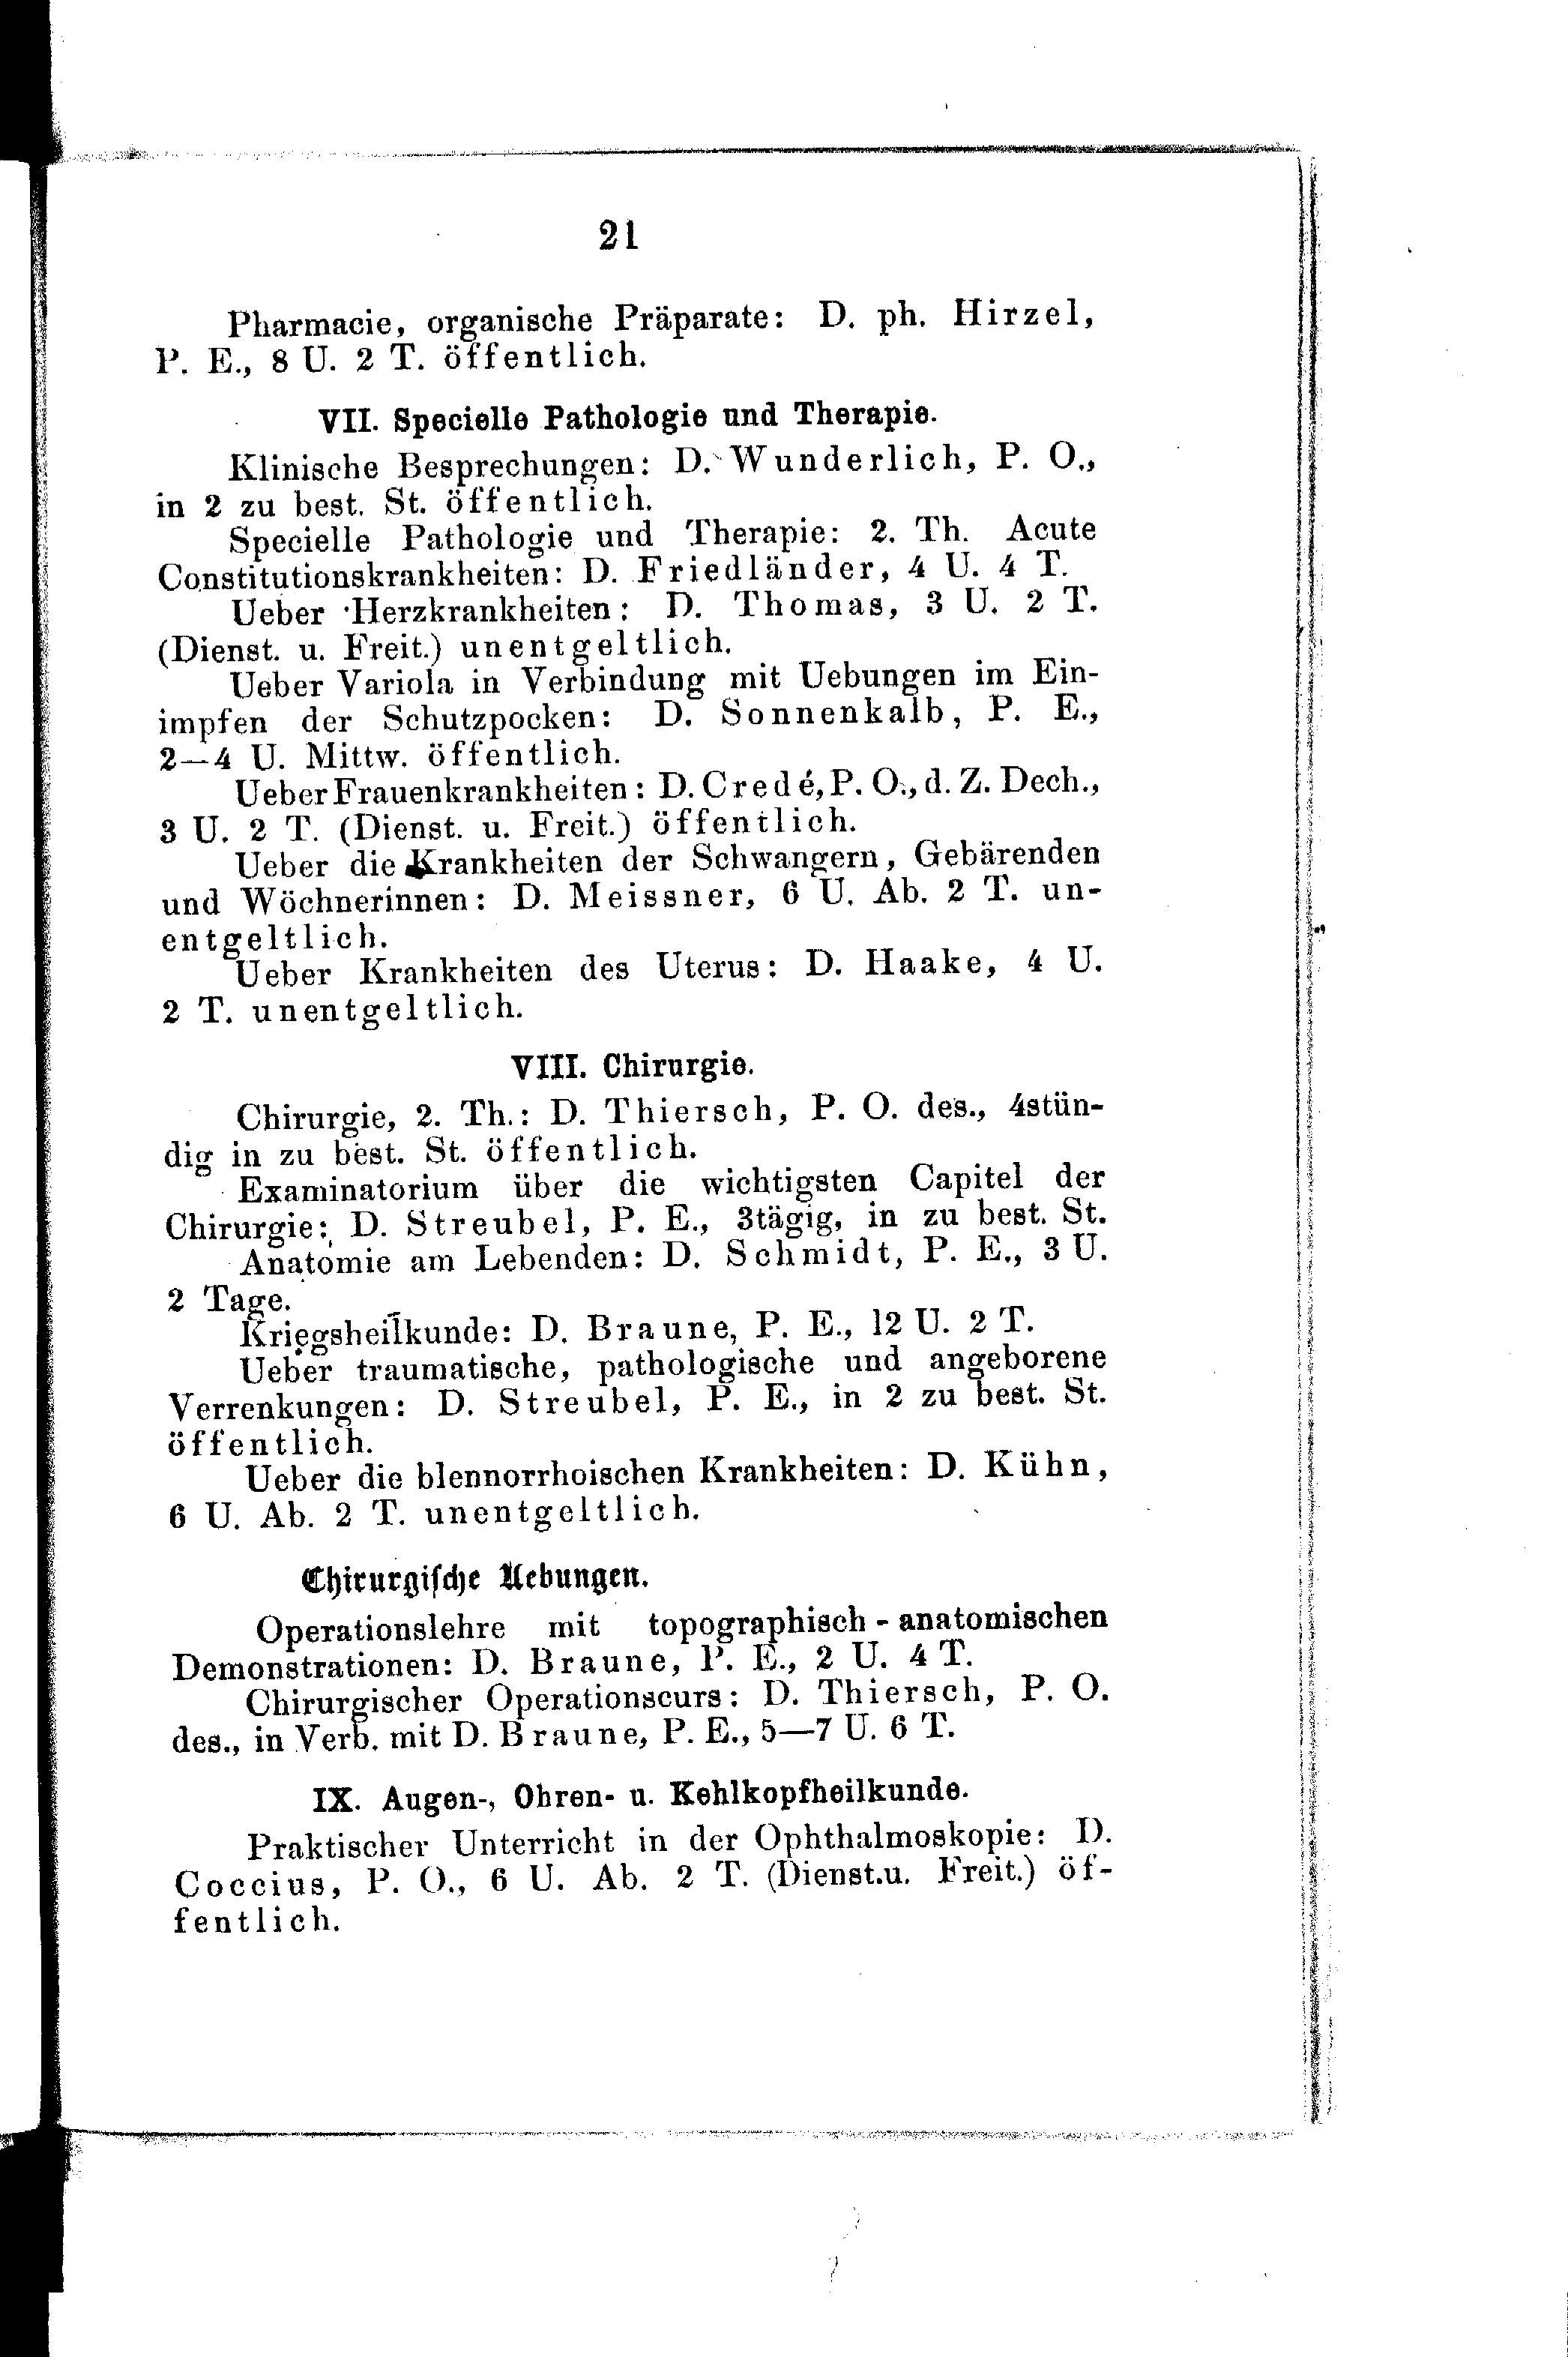 21
Pharmacie, organische Präparate: D. ph. Hirzel,
P. E., 8 U. 2 T. öffentlich.
VII. Specielle Pathologie und Therapie.
Klinische Besprechungen: D. Wunderlich, P. O.,
in 2 zu best. St. öffentlich.
Specielle Pathologie und Therapie: 2. Th. Acute
Constitutionskrankheiten: D. Friedländer, 4 U. 4 T.
Ueber Herzkrankheiten: D. Thomas, 3 U. 2 T.
(Dienst. u. Freit.) unentgeltlich.
Ueber Variola in Verbindung mit Uebungen im Ein-
impfen der Schutzpocken: D. Sonnenkalb, P. E.,
2—4 U. Mittw. öffentlich.
Ueber Frauenkrankheiten: D. Credé, P. O., d. Z. Dech.,
3 U. 2 T. (Dienst. u. Freit.) öffentlich.
Ueber die Krankheiten der Schwangern, Gebärenden
und Wöchnerinnen: D. Meissner, 6 U. Ab. 2 T. un-
entgeltlich.
Ueber Krankheiten des Uterus: D. Haake, 4 U.
2 T. unentgeltlich.
VIII. Chirurgie.
Chirurgie, 2. Th.: D. Thiersch, P. O. des., 4stün-
dig in zu best. St. öffentlich.
Examinatorium über die wichtigsten Capitel der
Chirurgie: D. Streubel, P. E., 3tägig, in zu best. St.
Anatomie am Lebenden: D. Schmidt, P. E., 3 U.
2 Tage.
Kriegsheilkunde: D. Braune, P. E., 12 U. 2 T.
Ueber traumatische, pathologische und angeborene
Verrenkungen: D. Streubel, P. E., in 2 zu best. St.
öffentlich.
Ueber die blennorrhoischen Krankheiten: D. Kühn,
6 U. Ab. 2 T. unentgeltlich.
Chirurgiſche Uebungen.
Operationslehre mit topographisch - anatomischen
Demonstrationen: D. Braune, P. E., 2 U. 4 T.
Chirurgischer Operationscurs: D. Thiersch, P. O.
des., in Verb. mit D. Braune, P. E., 5—7 U. 6 T.
IX. Augen-, Ohren- u. Kehlkopfheilkunde.
Praktischer Unterricht in der Ophthalmoskopie: D.
Coccius, P. O., 6 U. Ab. 2 T. (Dienst. u. Freit.) öf-
fentlich.